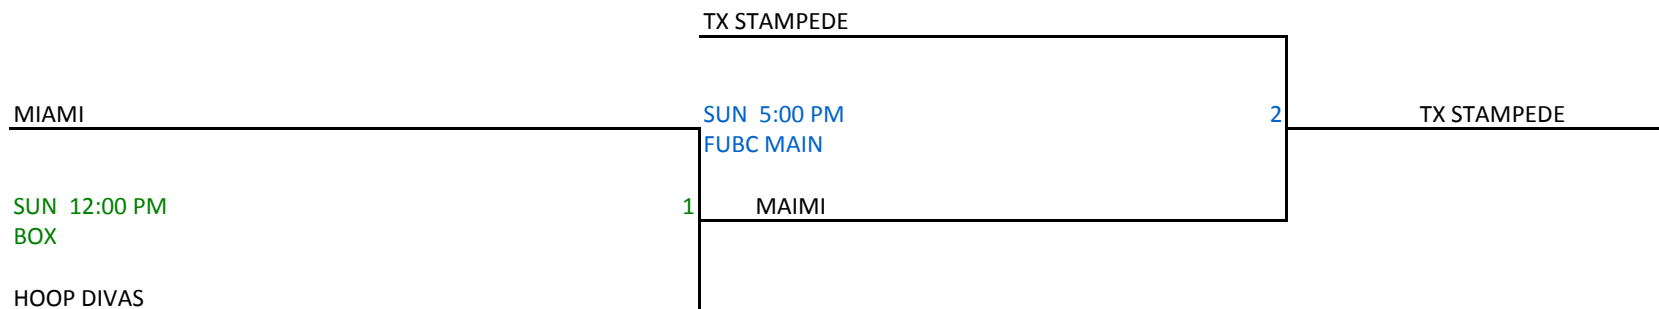 TX STAMPEDE
MIAMI
SUN 5:00 PM
2
TX STAMPEDE
FUBC MAIN
SUN 12:00 PM
1
MAIMI
BOX
HOOP DIVAS